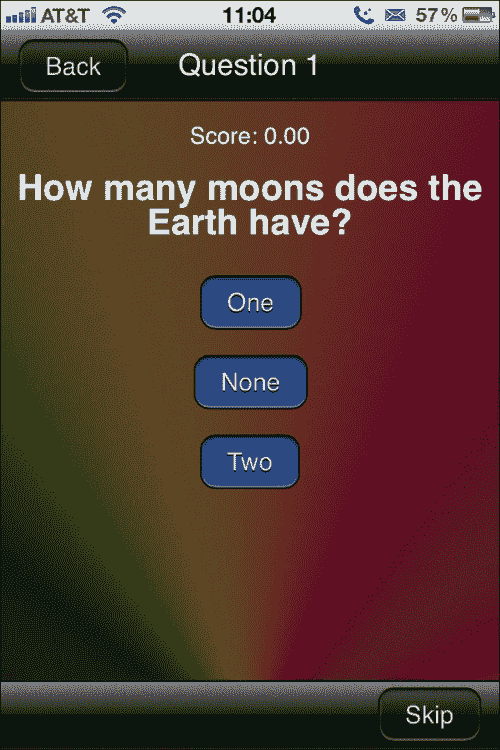 AT&T 11:04 57%
Back Question 1
Score: 0.00
How many moons does the
Earth have?
One
None
Two
Skip